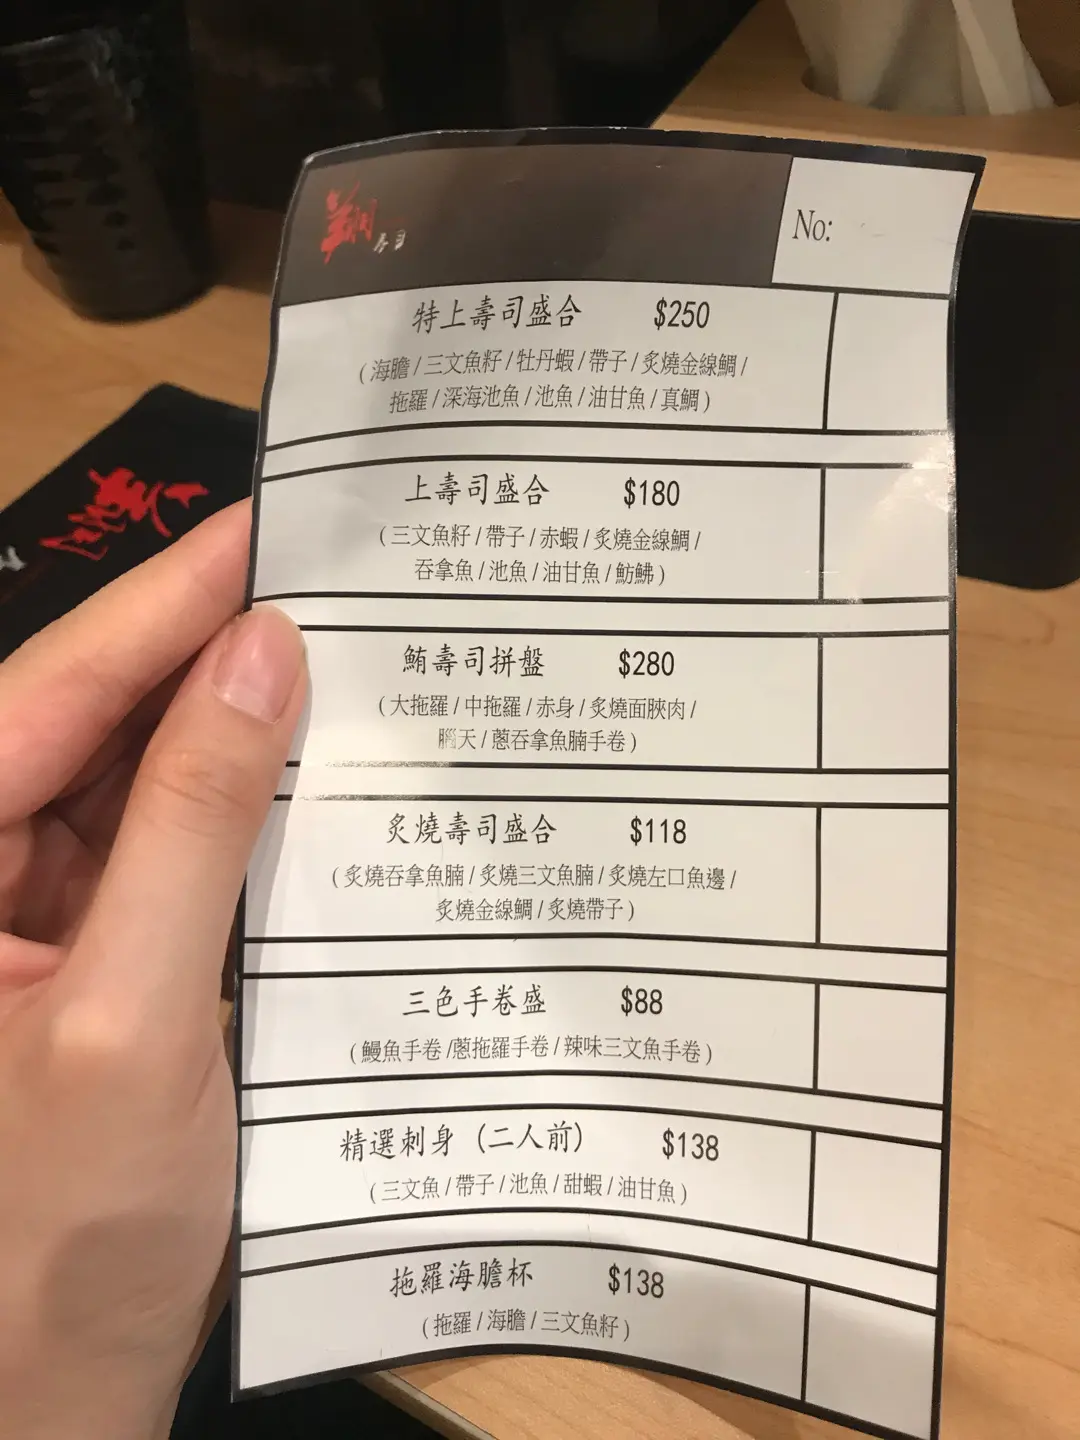 翔寿司
No:
特上壽司盛合 $250
(海膽/三文魚籽/牡丹蝦/帶子/炙燒金線鯛/
拖羅/深海池魚/池魚/油甘魚/真鯛)
上壽司盛合 $180
(三文魚籽/帶子/赤蝦/炙燒金線鯛/
吞拿魚/池魚/油甘魚/魴鮄)
鮪壽司拼盤 $280
(大拖羅/中拖羅/赤身/炙燒面脥肉/
腦天/蔥吞拿魚腩手卷)
炙燒壽司盛合 $118
(炙燒吞拿魚腩/炙燒三文魚腩/炙燒左口魚邊/
炙燒金線鯛/炙燒帶子)
三色手卷盛 $88
(鰻魚手卷/蔥拖羅手卷/辣味三文魚手卷)
精選刺身 (二人前) $138
(三文魚/帶子/池魚/甜蝦/油甘魚)
拖羅海膽杯 $138
(拖羅/海膽/三文魚籽)